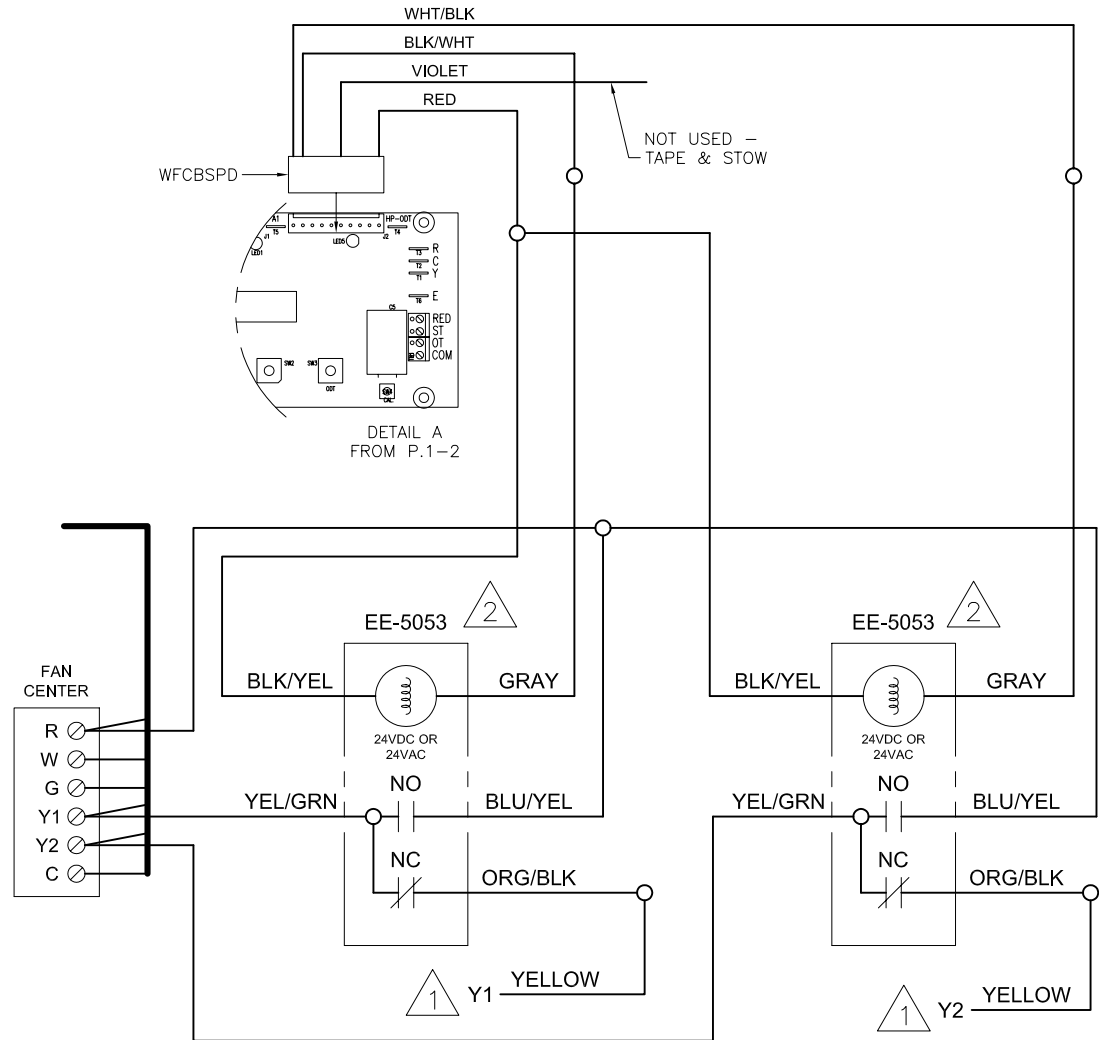 WHT/BLK
BLK/WHT
VIOLET
RED
NOT USED –
TAPE & STOW
WFCBSPD
A1
T5
J1
LED1
LED5
J2
HP-ODT
T4
T3 R
T2 C
T1 Y
T6 E
C5
RED
ST
OT
COM
SW2
SW3
ODT
CAL
DETAIL A
FROM P.1–2
FAN
CENTER
R
W
G
Y1
Y2
C
EE-5053
2
BLK/YEL
GRAY
24VDC OR
24VAC
NO
YEL/GRN
BLU/YEL
NC
ORG/BLK
1
Y1
YELLOW
EE-5053
2
BLK/YEL
GRAY
24VDC OR
24VAC
NO
YEL/GRN
BLU/YEL
NC
ORG/BLK
1
Y2
YELLOW